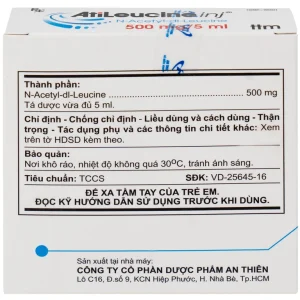 AtiLeucine inj
N-Acetyl-dl-Leucine
500 mg/5 ml
ttm
Thành phần:
N-Acetyl-dl-Leucine 500 mg
Tá dược vừa đủ 5 ml.
Chỉ định - Chống chỉ định - Liều dùng và cách dùng - Thận
trọng - Tác dụng phụ và các thông tin chi tiết khác: Xem
trên tờ HDSD kèm theo.
Bảo quản:
Nơi khô ráo, nhiệt độ không quá 30°C, tránh ánh sáng.
Tiêu chuẩn: TCCS SĐK: VD-25645-16
ĐỂ XA TẦM TAY CỦA TRẺ EM.
ĐỌC KỸ HƯỚNG DẪN SỬ DỤNG TRƯỚC KHI DÙNG.
Sản xuất tại nhà máy:
CÔNG TY CỔ PHẦN DƯỢC PHẨM AN THIÊN
Lô C16, Đ.số 9, KCN Hiệp Phước, H. Nhà Bè, Tp.HCM